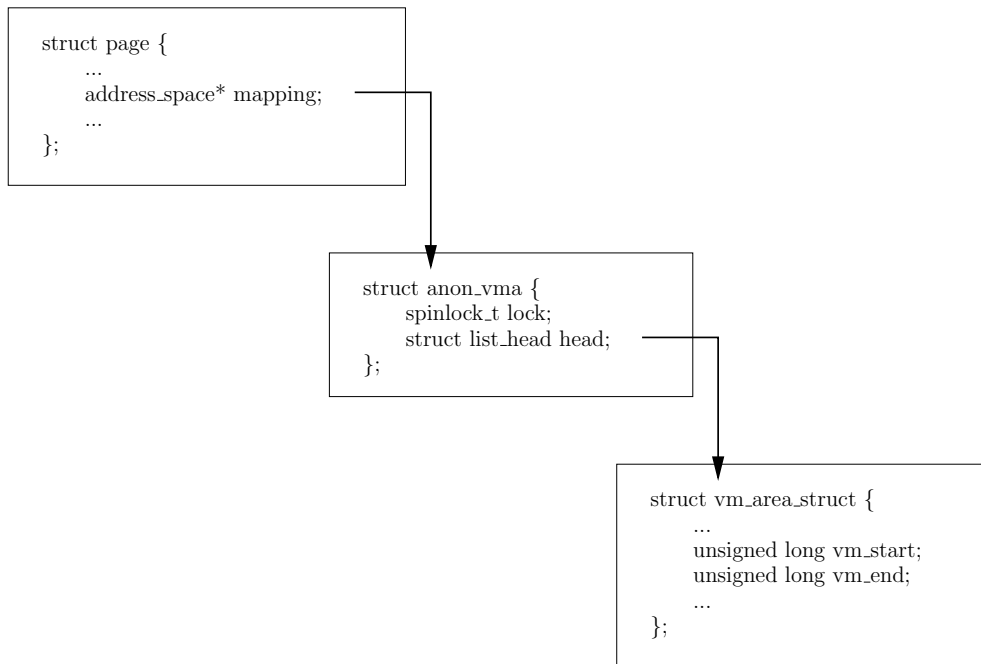 struct page {
...
address_space* mapping;
...
};
struct anon_vma {
spinlock_t lock;
struct list_head head;
};
struct vm_area_struct {
...
unsigned long vm_start;
unsigned long vm_end;
...
};